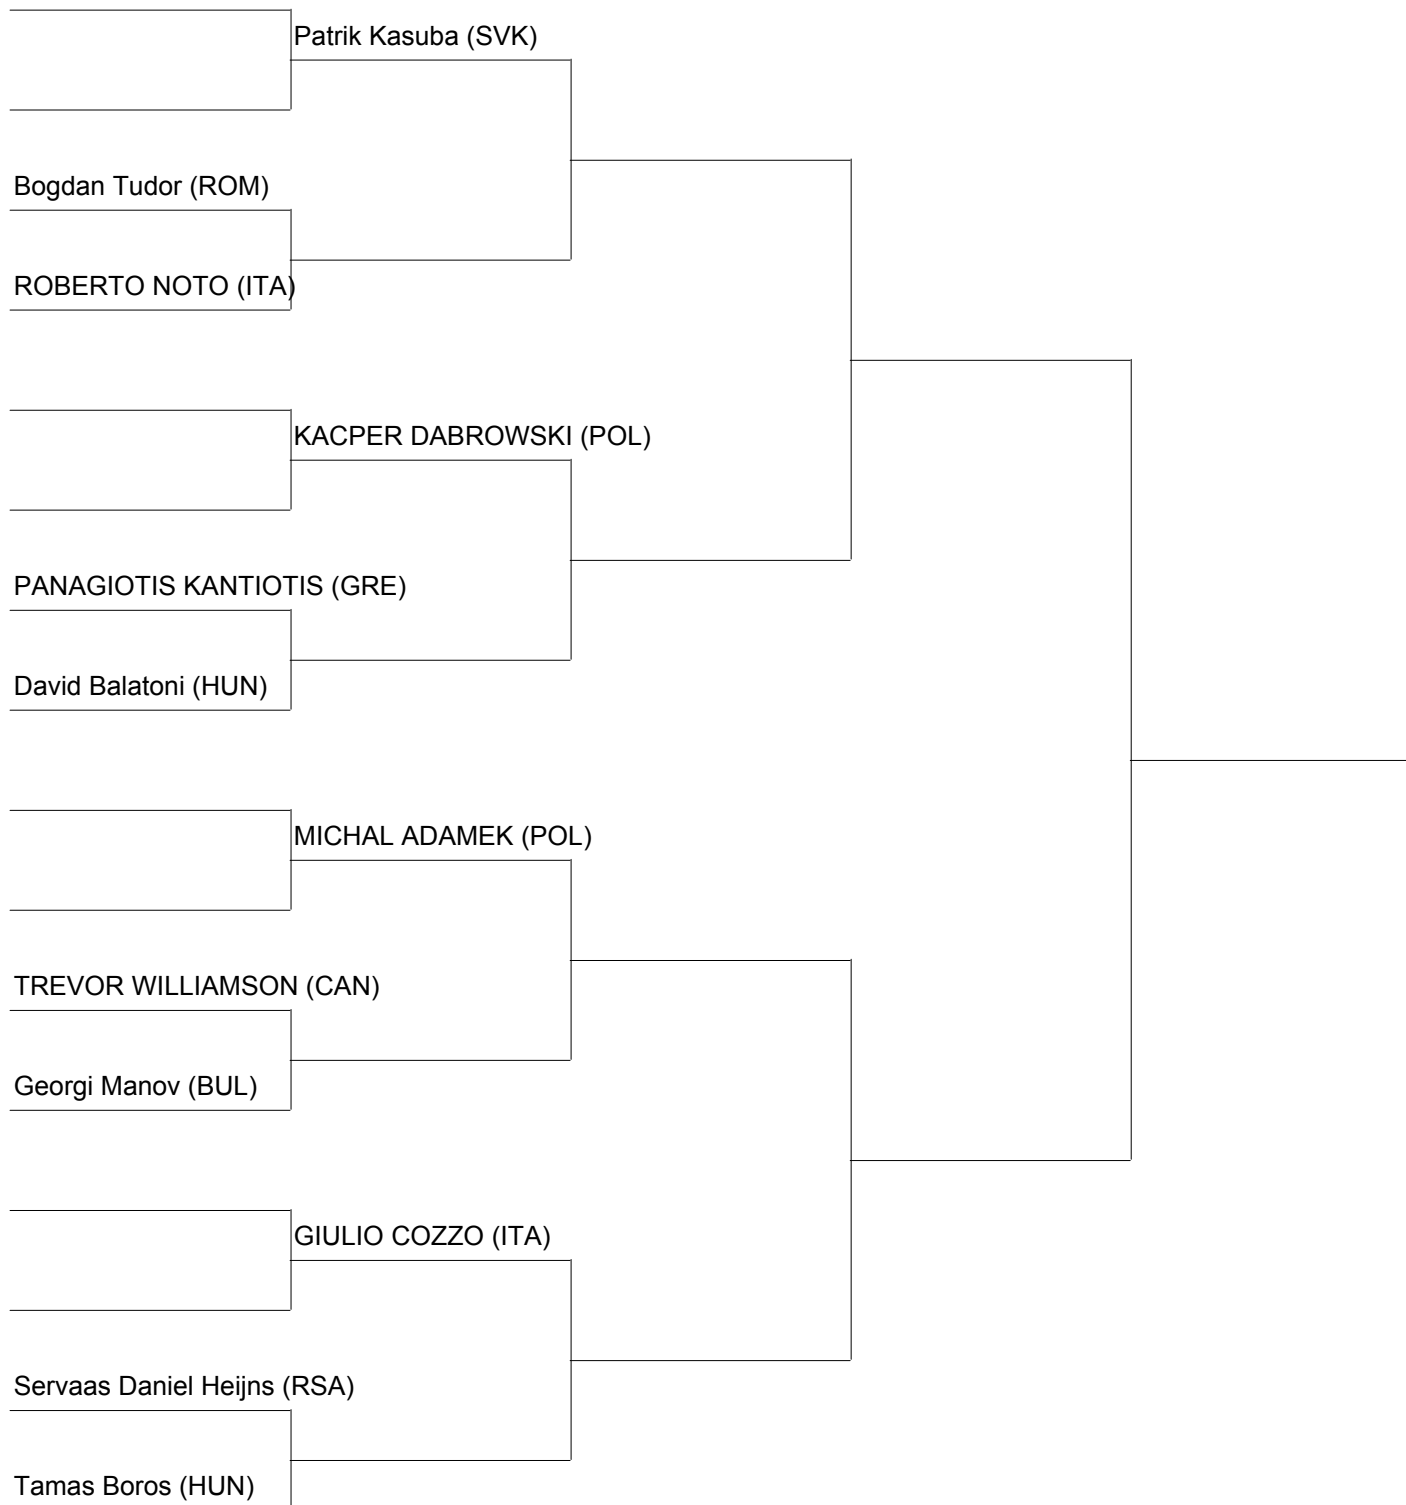 Patrik Kasuba (SVK)
Bogdan Tudor (ROM)
ROBERTO NOTO (ITA)
KACPER DABROWSKI (POL)
PANAGIOTIS KANTIOTIS (GRE)
David Balatoni (HUN)
MICHAL ADAMEK (POL)
TREVOR WILLIAMSON (CAN)
Georgi Manov (BUL)
GIULIO COZZO (ITA)
Servaas Daniel Heijns (RSA)
Tamas Boros (HUN)